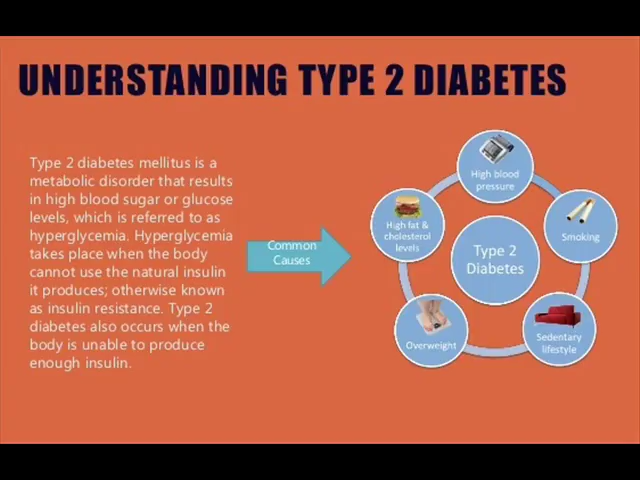 UNDERSTANDING TYPE 2 DIABETES
Type 2 diabetes mellitus is a
metabolic disorder that results
in high blood sugar or glucose
levels, which is referred to as
hyperglycemia. Hyperglycemia
takes place when the body
cannot use the natural insulin
it produces; otherwise known
as insulin resistance. Type 2
diabetes also occurs when the
body is unable to produce
enough insulin.
Common
Causes
High blood
pressure
Smoking
Sedentary
lifestyle
Overweight
High fat &
cholesterol
levels
Type 2
Diabetes